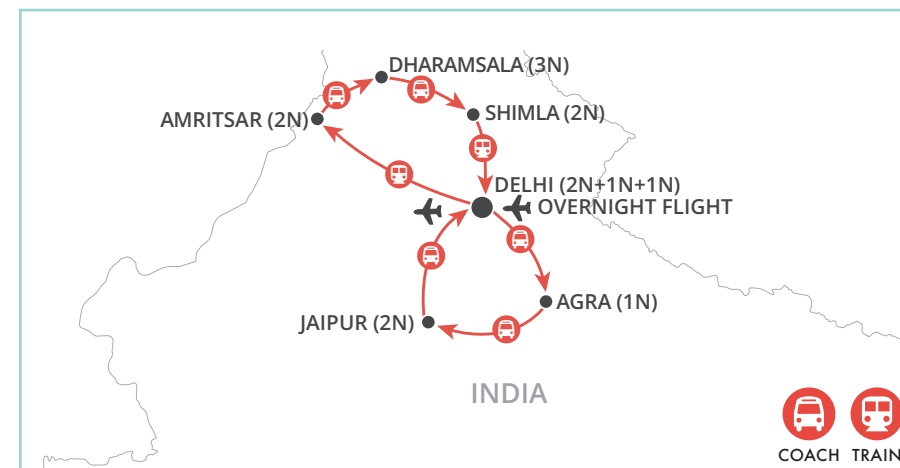 DHARAMSALA (3N)
AMRITSAR (2N)
SHIMLA (2N)
DELHI (2N+1N+1N)
OVERNIGHT FLIGHT
AGRA (1N)
JAIPUR (2N)
INDIA
COACH TRAIN